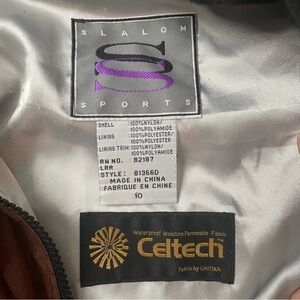 SLALOM
S
SPORTS
SHELL :100%NYLON/
100%POLYAMIDE
LINING :100%POLYESTER/
100%POLYESTER
LINING TRIM:100%NYLON/
100%POLYAMIDE
RN NO. 82187
LRR
STYLE: 81366D
MADE IN CHINA
FABRIQUE EN CHINE
10
Waterproof Moisture Permeable Fabric
Celtech
Fabric by UNITIKA